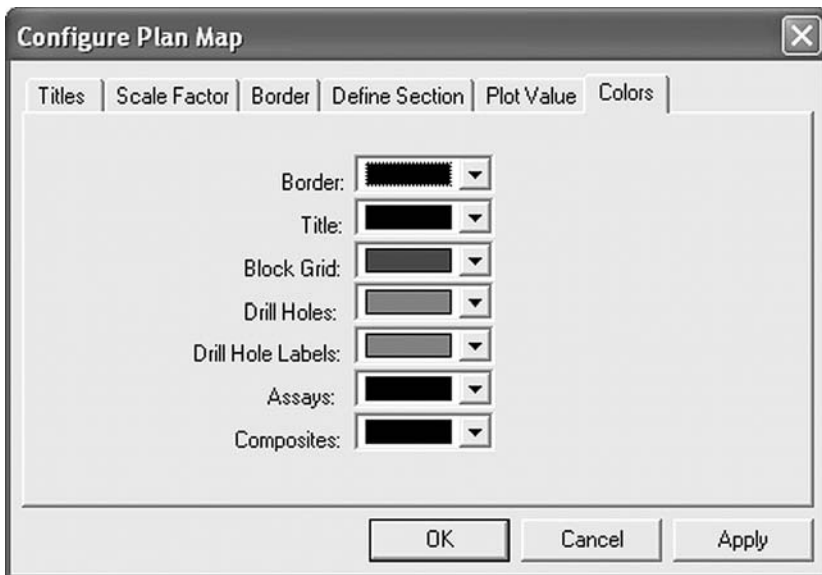 Configure Plan Map
Titles Scale Factor Border Define Section Plot Value Colors
Border:
Title:
Block Grid:
Drill Holes:
Drill Hole Labels:
Assays:
Composites:
OK Cancel Apply